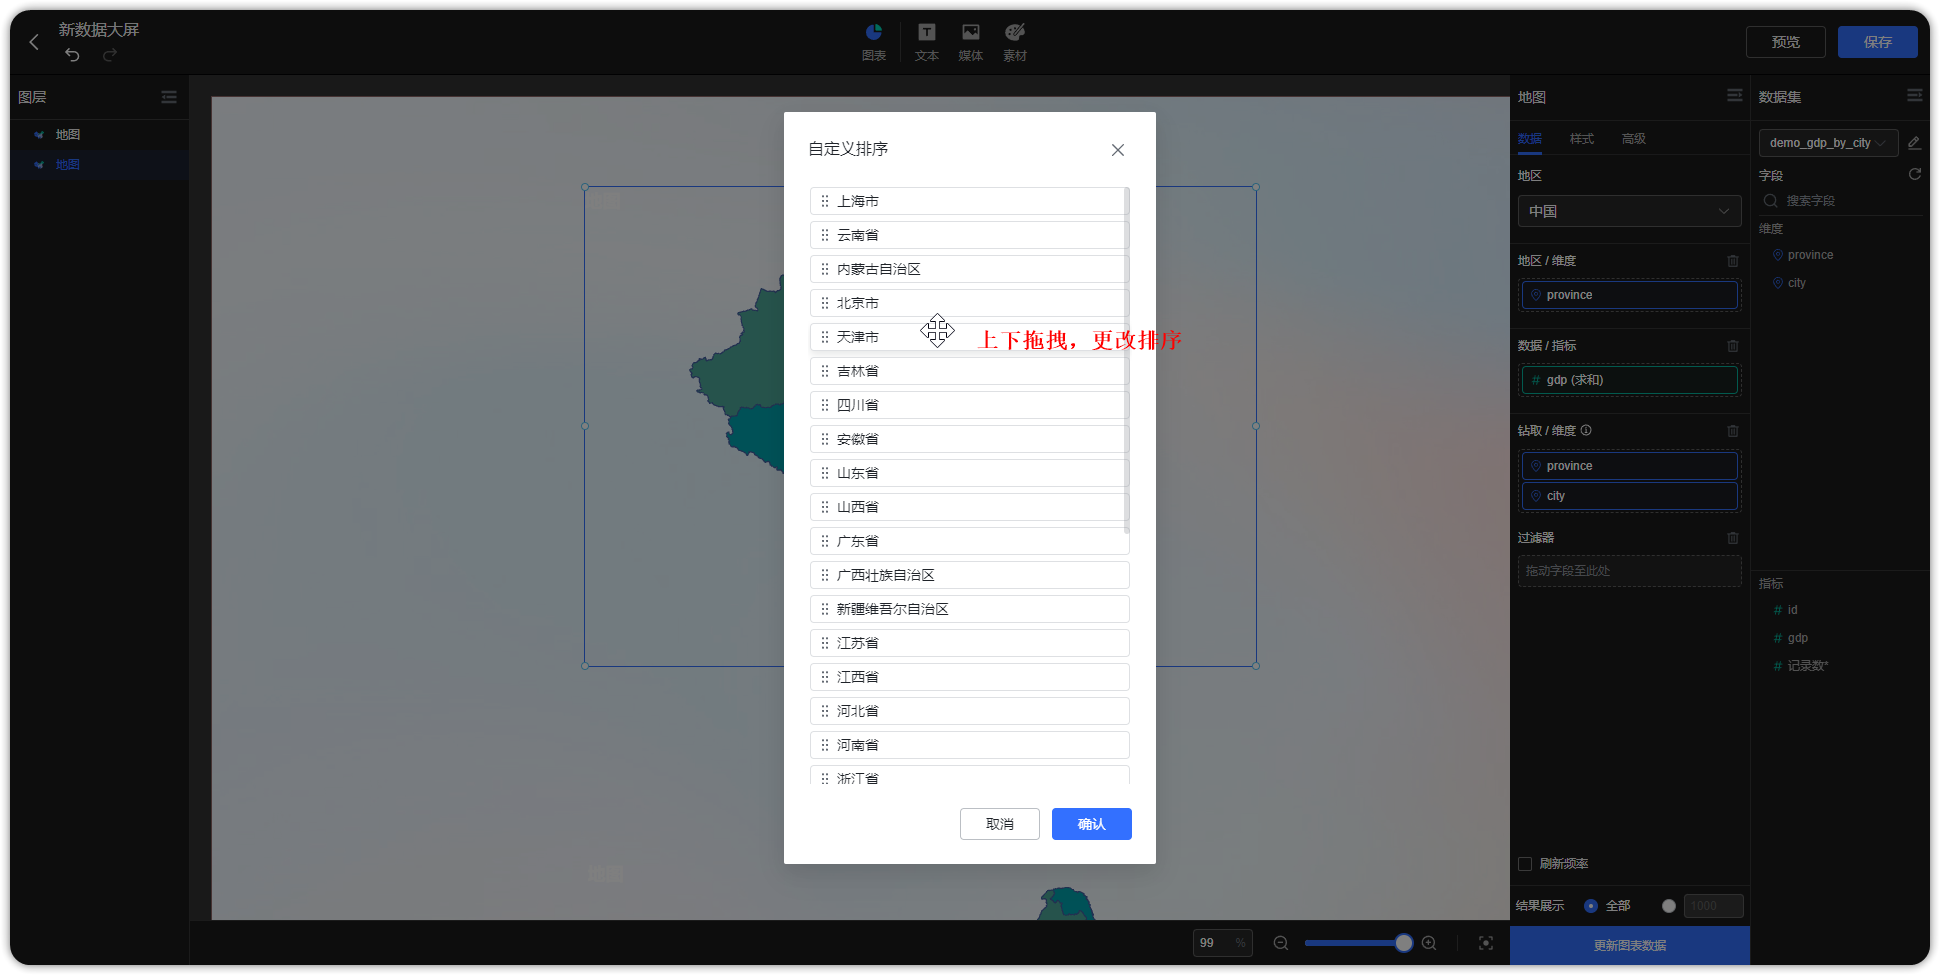 新数据大屏
图表
文本
媒体
素材
预览
保存
图层
地图
地图
自定义排序
上海市
云南省
内蒙古自治区
北京市
天津市
上下拖拽，更改排序
吉林省
四川省
安徽省
山东省
山西省
广东省
广西壮族自治区
新疆维吾尔自治区
江苏省
江西省
河北省
河南省
浙江省
取消
确认
地图
地图
99 %
地图
数据
样式
高级
地区
中国
地区 / 维度
province
数据 / 指标
# gdp (求和)
钻取 / 维度
province
city
过滤器
拖动字段至此处
刷新频率
结果展示
全部
1000
更新图表数据
数据集
demo_gdp_by_city
字段
搜索字段
维度
province
city
指标
# id
# gdp
# 记录数*